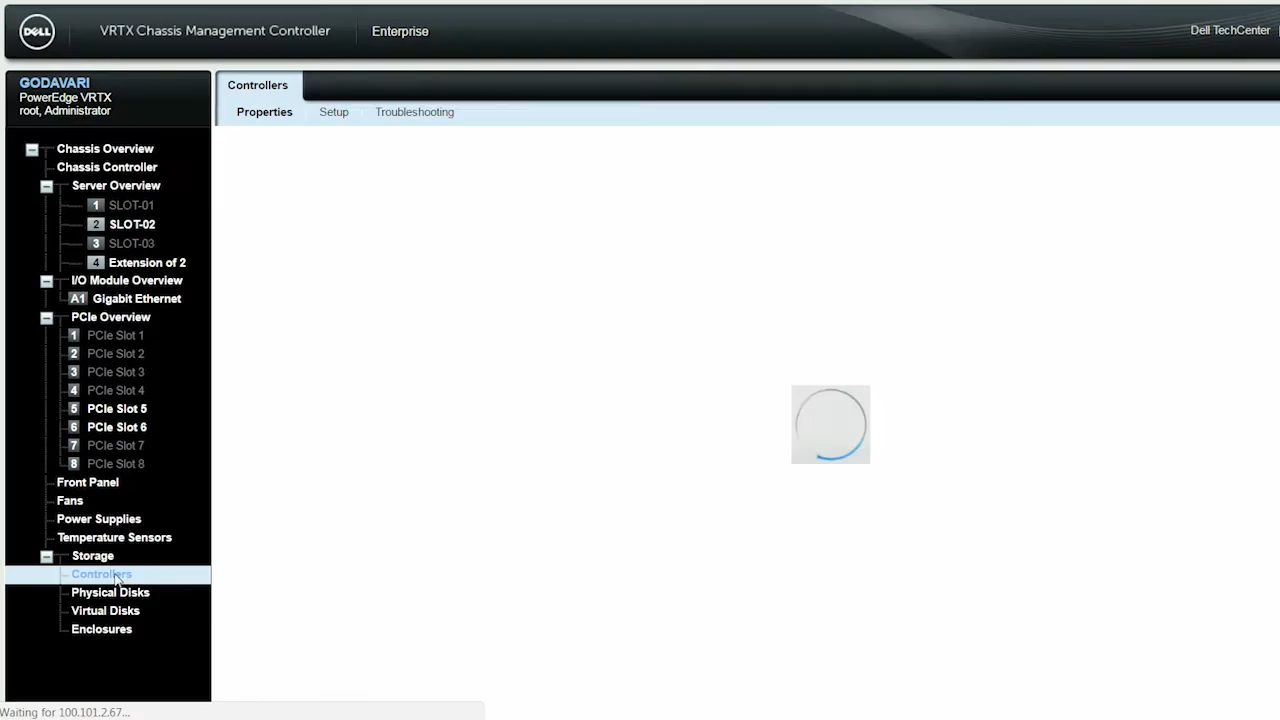 DELL
VRTX Chassis Management Controller
Enterprise
Dell TechCenter
GODAVARI
PowerEdge VRTX
root, Administrator
Controllers
Properties
Setup
Troubleshooting
Chassis Overview
Chassis Controller
Server Overview
1 SLOT-01
2 SLOT-02
3 SLOT-03
4 Extension of 2
I/O Module Overview
A1 Gigabit Ethernet
PCIe Overview
1 PCIe Slot 1
2 PCIe Slot 2
3 PCIe Slot 3
4 PCIe Slot 4
5 PCIe Slot 5
6 PCIe Slot 6
7 PCIe Slot 7
8 PCIe Slot 8
Front Panel
Fans
Power Supplies
Temperature Sensors
Storage
Controllers
Physical Disks
Virtual Disks
Enclosures
Waiting for 100.101.2.67...